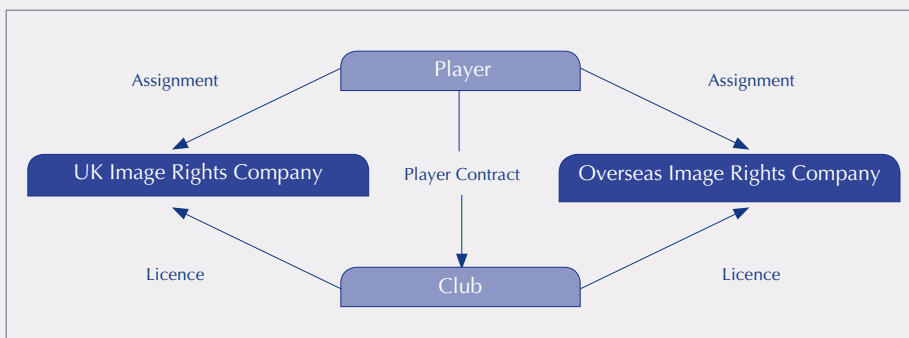 Player
Assignment
Assignment
UK Image Rights Company
Player Contract
Overseas Image Rights Company
Licence
Licence
Club